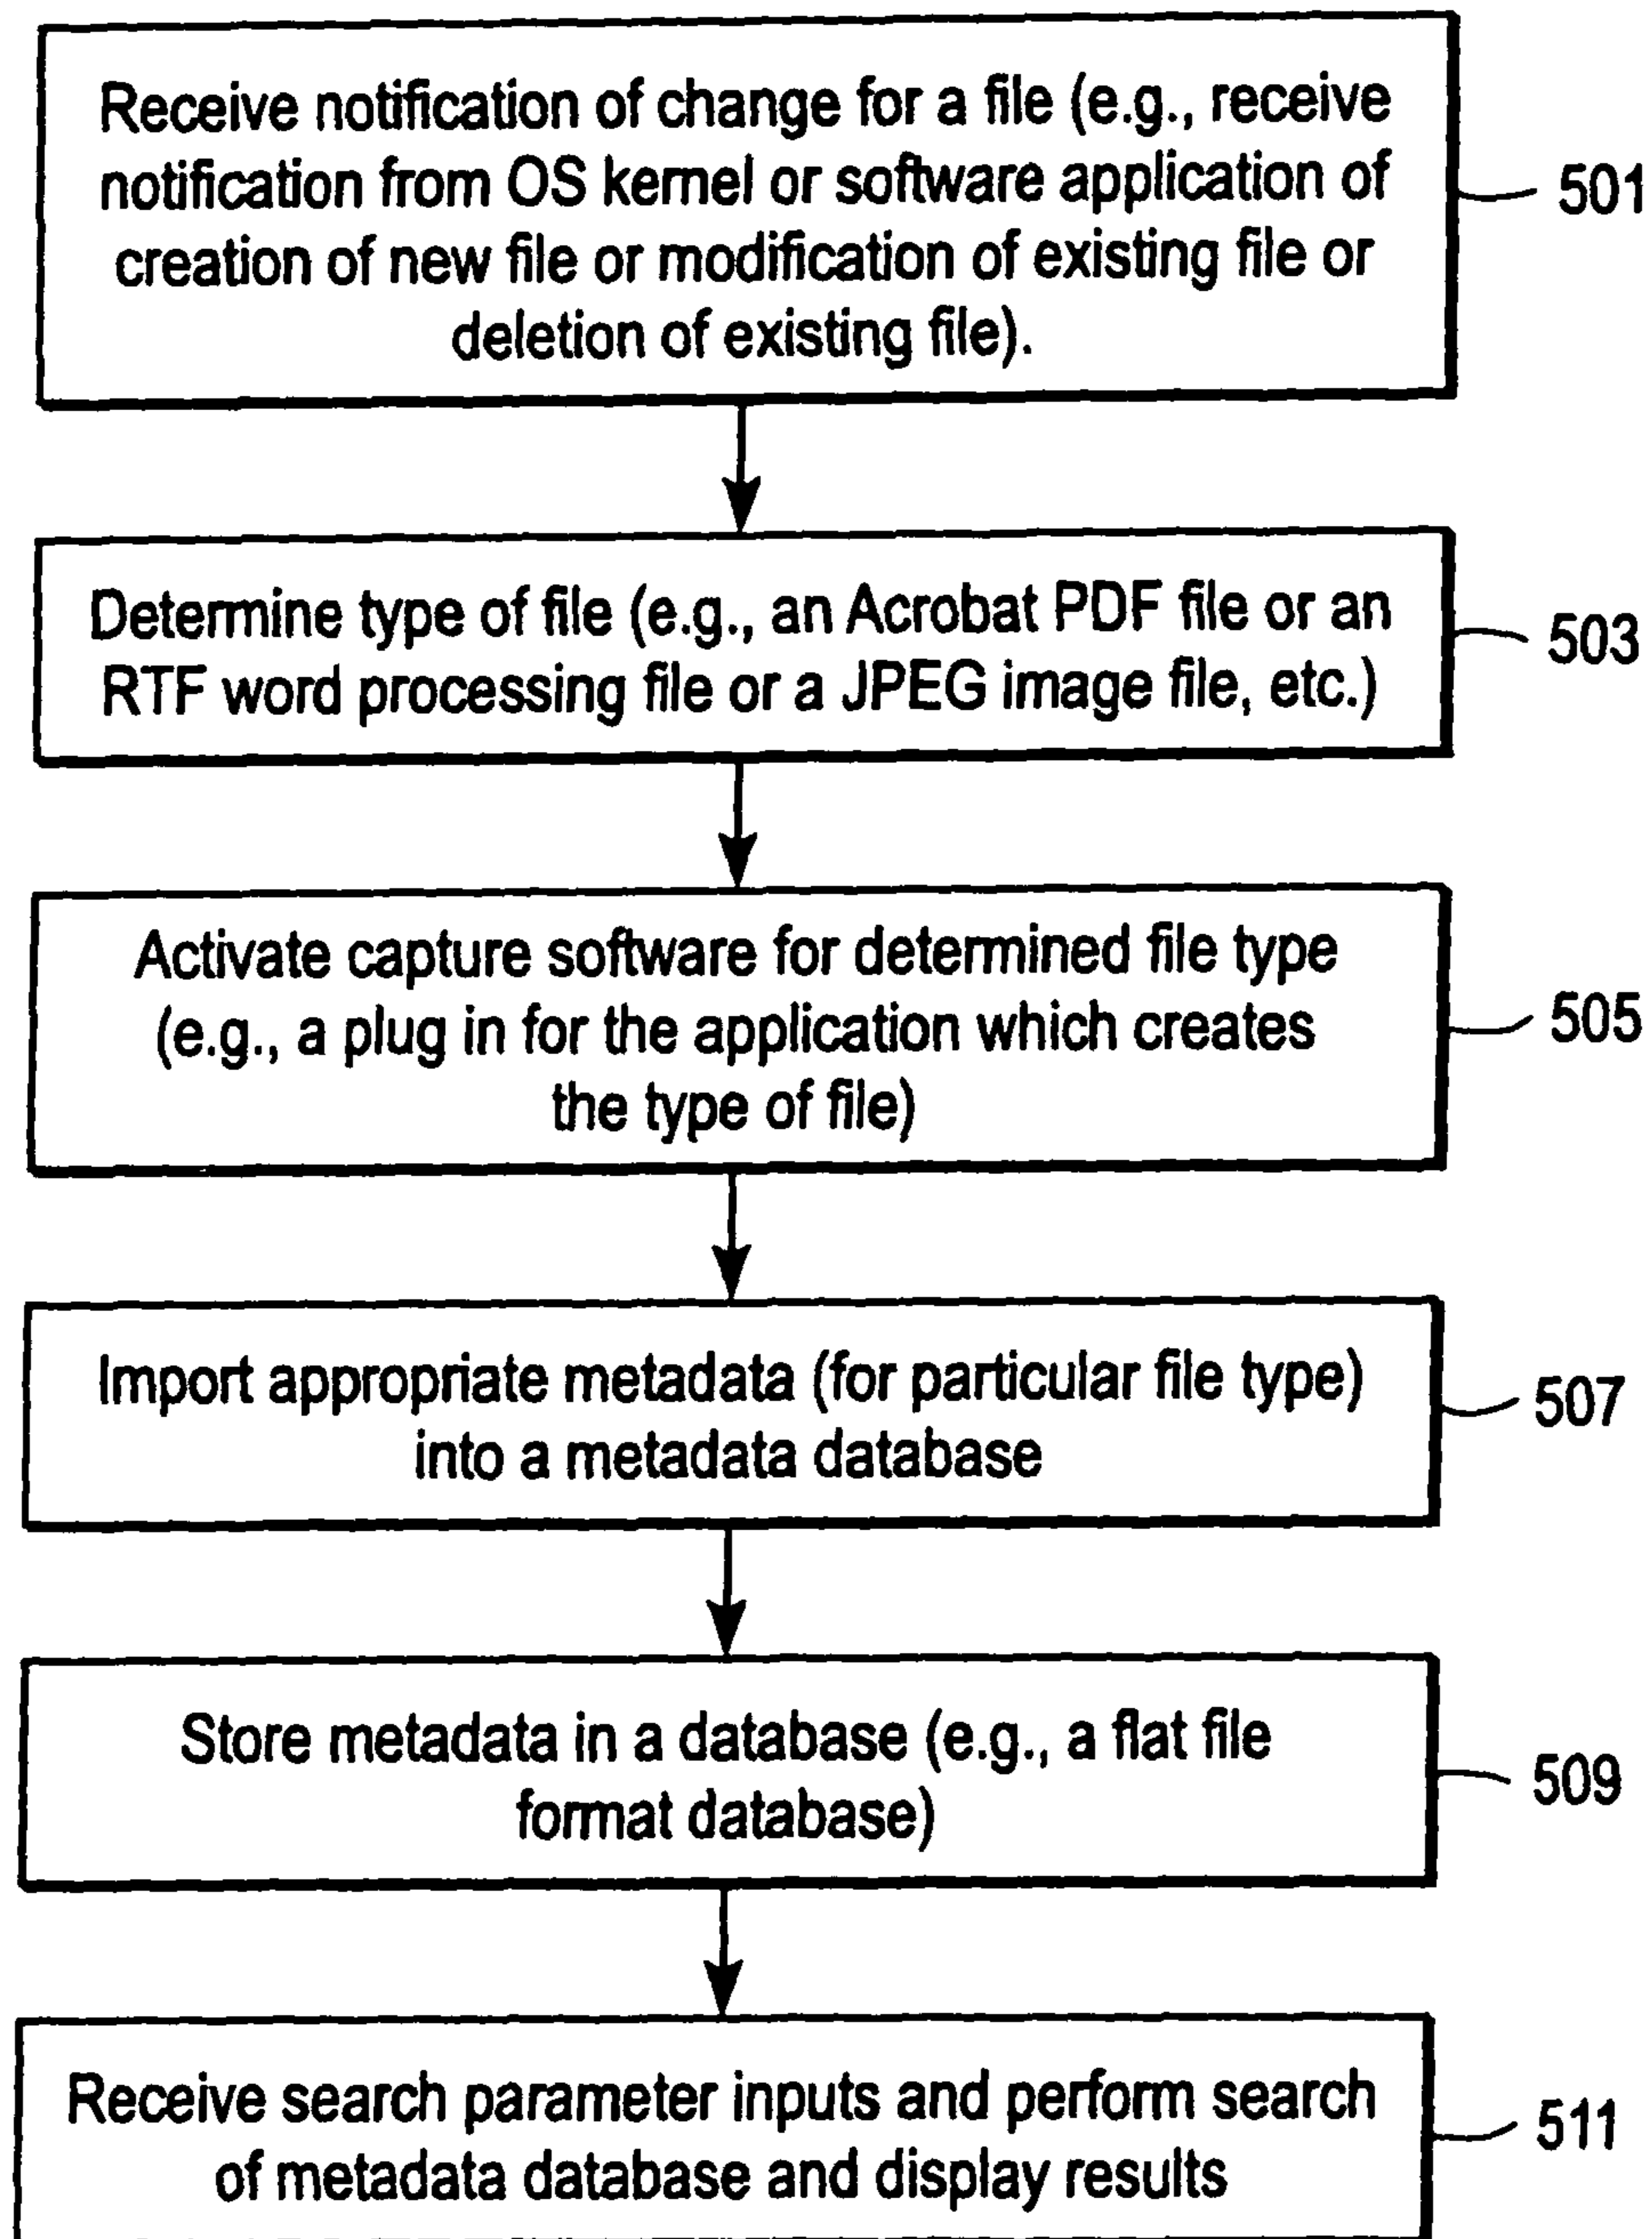 Receive notification of change for a file (e.g., receive
notification from OS kernel or software application of
creation of new file or modification of existing file or
deletion of existing file).
501
Determine type of file (e.g., an Acrobat PDF file or an
RTF word processing file or a JPEG image file, etc.)
503
Activate capture software for determined file type
(e.g., a plug in for the application which creates
the type of file)
505
Import appropriate metadata (for particular file type)
into a metadata database
507
Store metadata in a database (e.g., a flat file
format database)
509
Receive search parameter inputs and perform search
of metadata database and display results
511